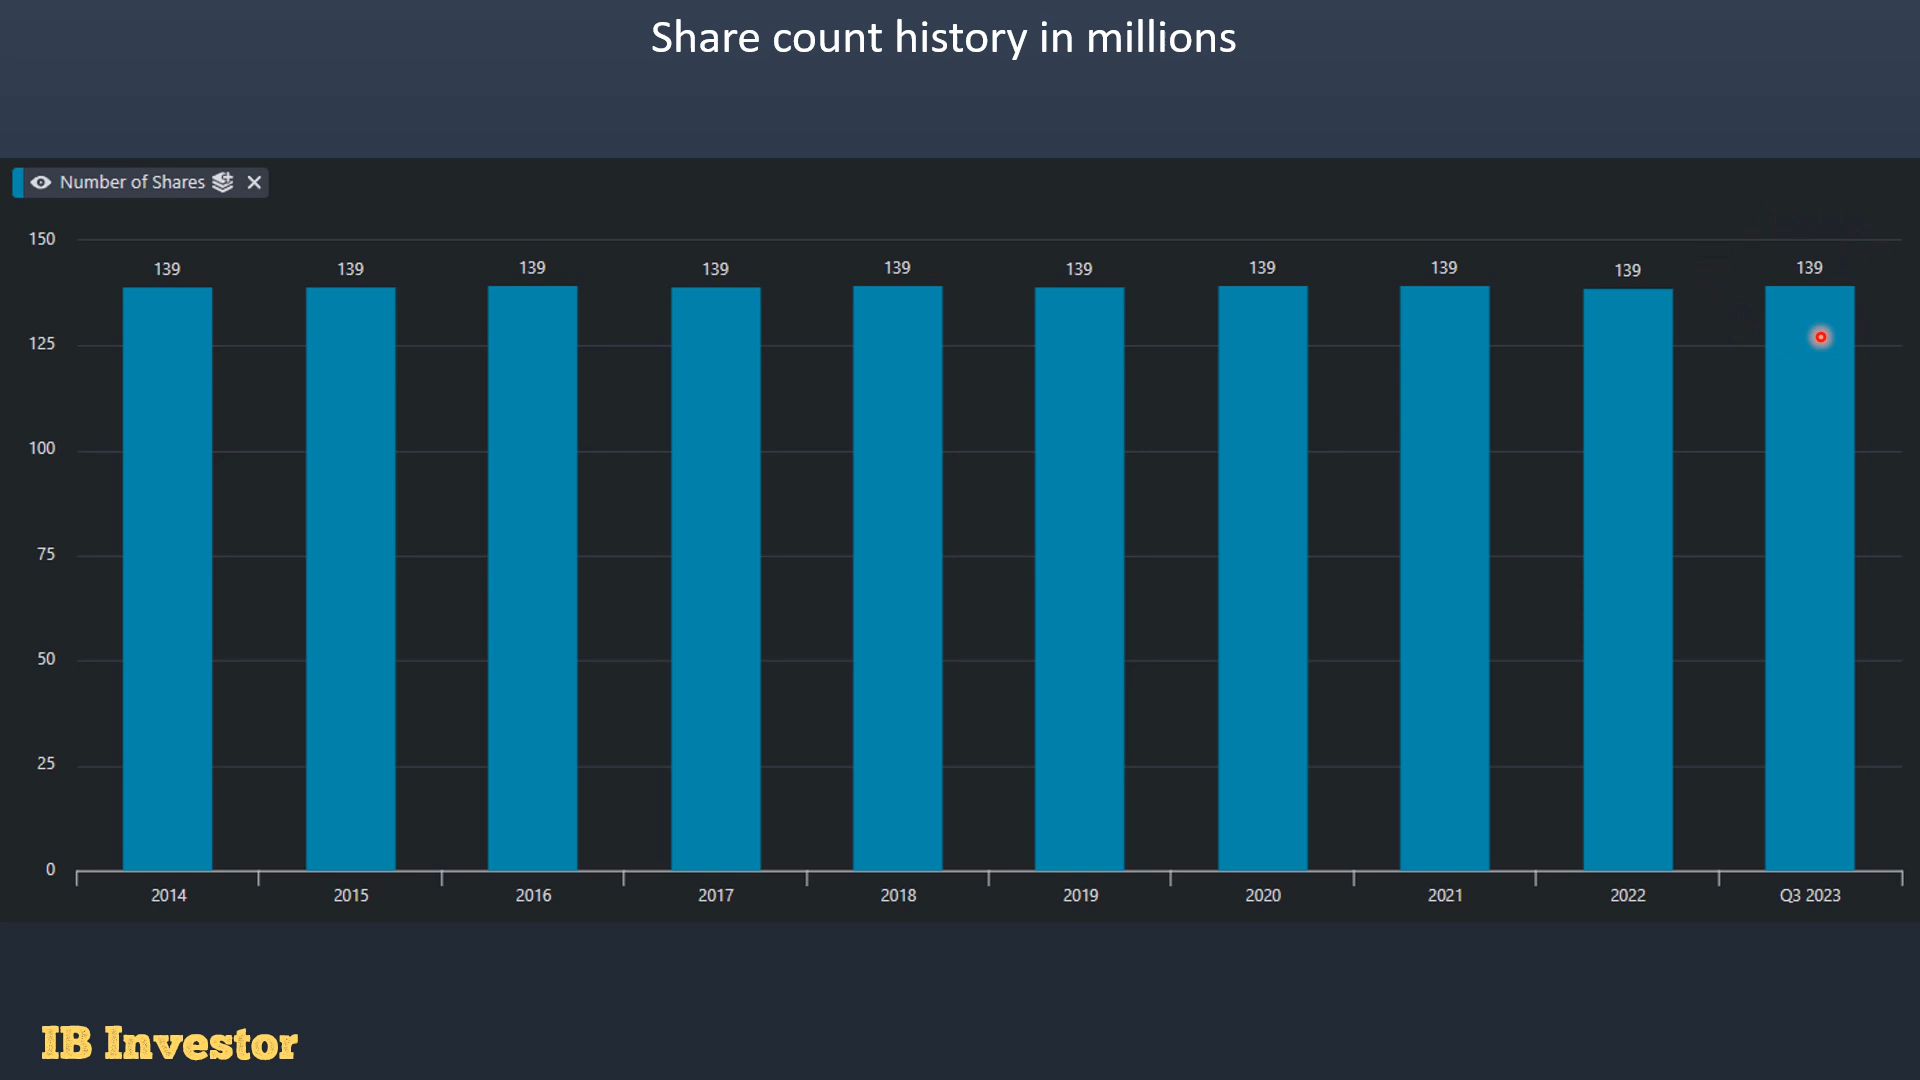 Share count history in millions
Number of Shares
150
139 139 139 139 139 139 139 139 139 139
125
100
75
50
25
0
2014 2015 2016 2017 2018 2019 2020 2021 2022 Q3 2023
IB Investor